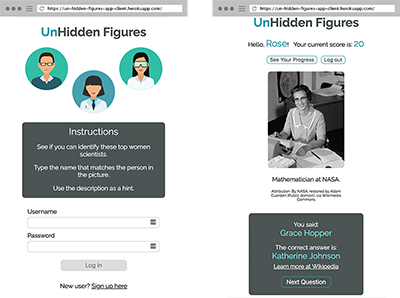 https://un-hidden-figures-app-client.herokuapp.com/
UnHidden Figures
Instructions
See if you can identify these top women
scientists.
Type the name that matches the person in
the picture.
Use the description as a hint.
Username
Password
Log in
New user? Sign up here
https://un-hidden-figures-app-client.herokuapp.com/
UnHidden Figures
Hello, Rose! Your current score is: 20
See Your Progress
Log out
Mathematician at NASA.
Attribution: By NASA; restored by Adam
Cuerden [Public domain], via Wikimedia
Commons
You said:
Grace Hopper
The correct answer is:
Katherine Johnson
Learn more at Wikipedia
Next Question